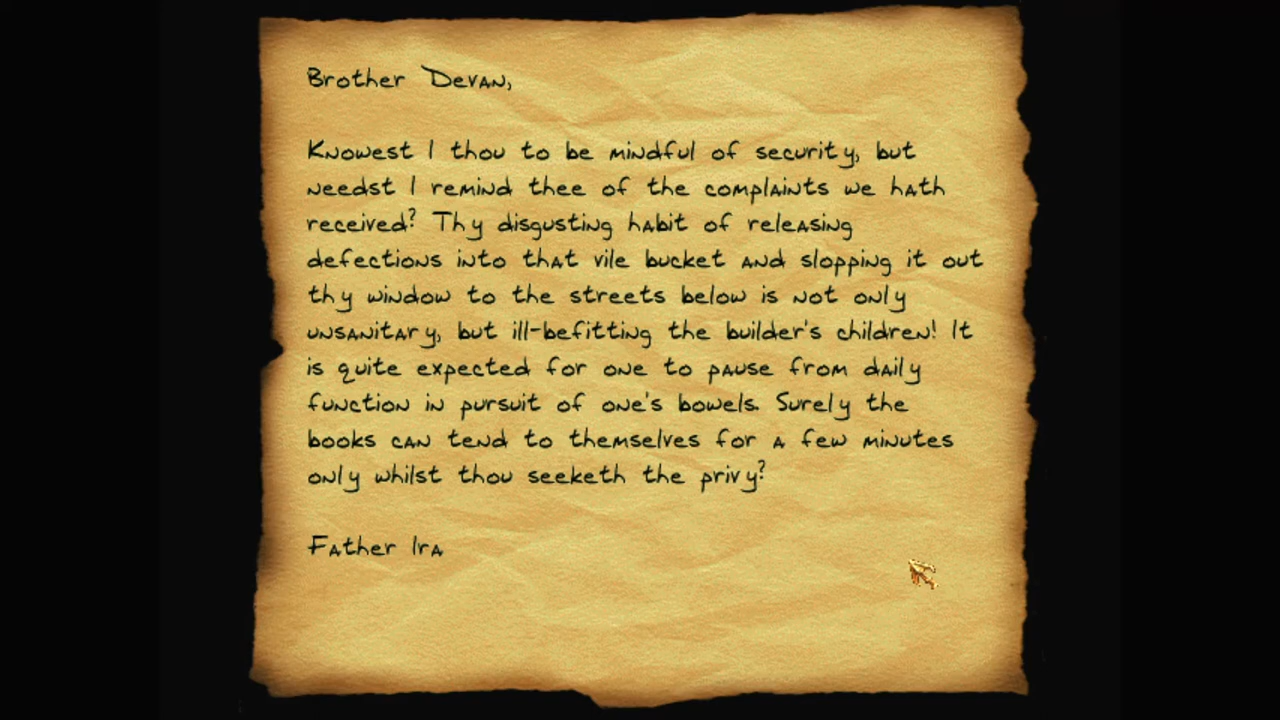 Brother Devan,
Knowest I thou to be mindful of security, but
needst I remind thee of the complaints we hath
received? Thy disgusting habit of releasing
defections into that vile bucket and slopping it out
thy window to the streets below is not only
unsanitary, but ill-befitting the builder's children! It
is quite expected for one to pause from daily
function in pursuit of one's bowels. Surely the
books can tend to themselves for a few minutes
only whilst thou seeketh the privy?
Father Ira